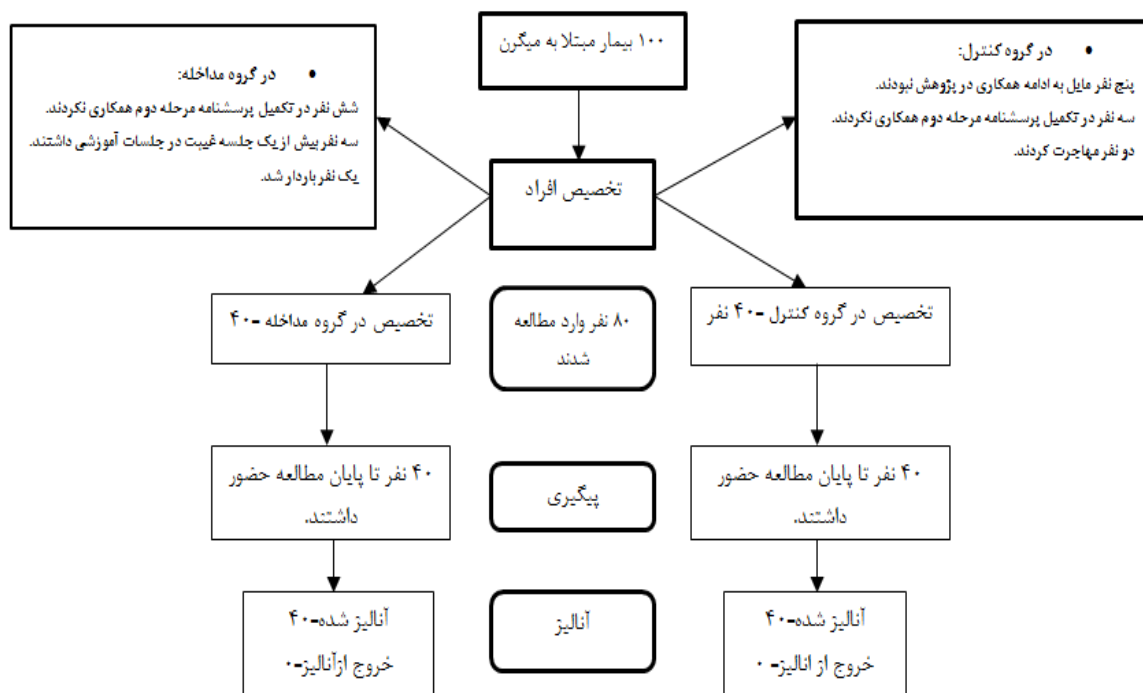 ۱۰۰ بیمار مبتلا به میگرن
• در گروه کنترل:
پنج نفر مایل به ادامه همکاری در پژوهش نبودند.
سه نفر در تکمیل پرسشنامه مرحله دوم همکاری نکردند.
دو نفر مهاجرت کردند.
• در گروه مداخله:
شش نفر در تکمیل پرسشنامه مرحله دوم همکاری نکردند.
سه نفر بیش از یک جلسه غیبت در جلسات آموزشی داشتند.
یک نفر باردار شد.
تخصیص افراد
تخصیص در گروه کنترل -۴۰ نفر
۸۰ نفر وارد مطالعه
شدند
تخصیص در گروه مداخله -۴۰
۴۰ نفر تا پایان مطالعه حضور
داشتند.
پیگیری
۴۰ نفر تا پایان مطالعه حضور
داشتند.
آنالیز شده-۴۰
خروج از انالیز- ۰
آنالیز
آنالیز شده-۴۰
خروج ازآنالیز-۰